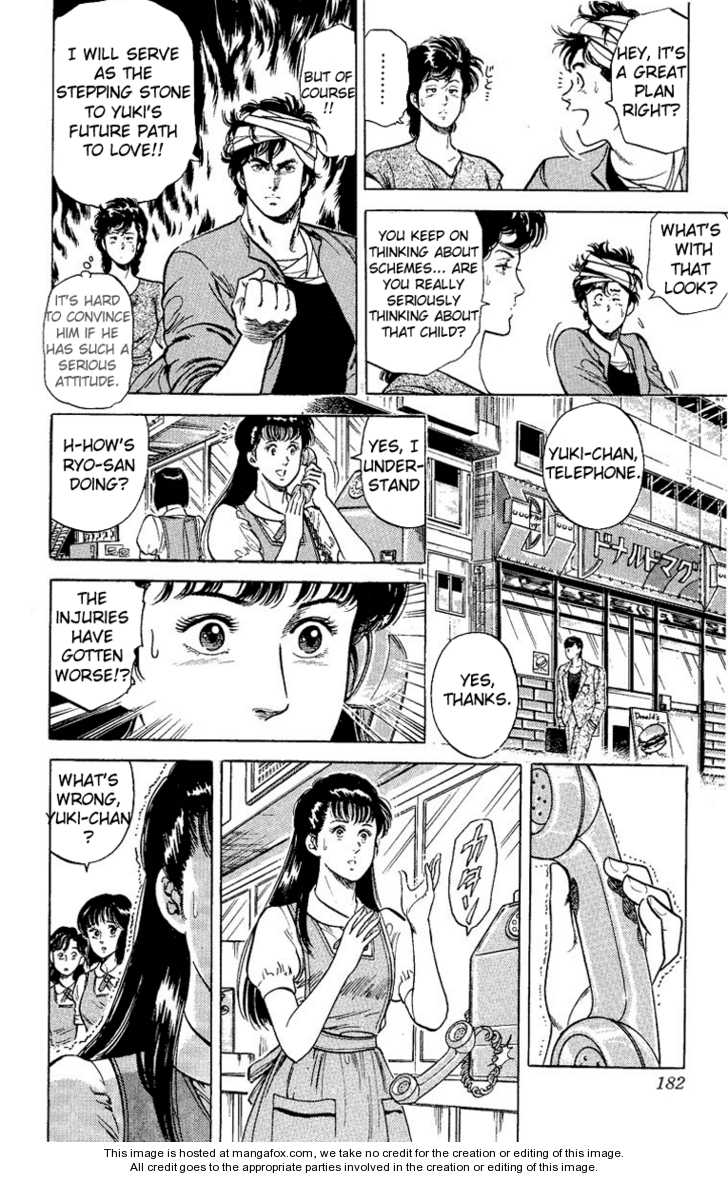 HEY, IT'S
A GREAT
PLAN
RIGHT?
じと
.........
WHAT'S
WITH
THAT
LOOK?
YOU KEEP ON
THINKING ABOUT
SCHEMES... ARE
YOU REALLY
SERIOUSLY
THINKING ABOUT
THAT CHILD?
BUT OF
COURSE
!!
I WILL SERVE
AS THE
STEPPING STONE
TO YUKI'S
FUTURE PATH
TO LOVE!!
IT'S HARD
TO CONVINCE
HIM IF HE
HAS SUCH A
SERIOUS
ATTITUDE.
YUKI-CHAN,
TELEPHONE.
ドナルドマグ
Donald's
YES,
THANKS.
YES, I
UNDER-
STAND
H-HOW'S
RYO-SAN
DOING?
THE
INJURIES
HAVE
GOTTEN
WORSE!?
カタン
WHAT'S
WRONG,
YUKI-CHAN
?
182
This image is hosted at mangafox.com, we take no credit for the creation or editing of this image.
All credit goes to the appropriate parties involved in the creation or editing of this image.